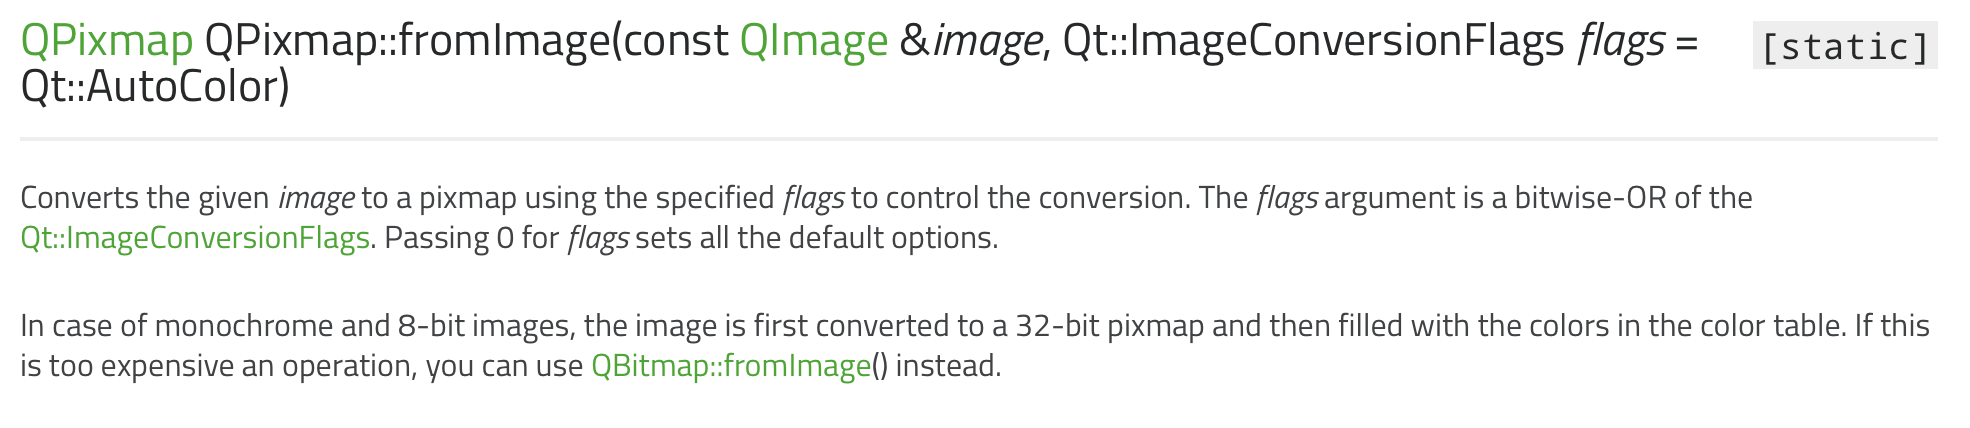 QPixmap QPixmap::fromImage(const QImage &image, Qt::ImageConversionFlags flags = [static]
Qt::AutoColor)
Converts the given image to a pixmap using the specified flags to control the conversion. The flags argument is a bitwise-OR of the
Qt::ImageConversionFlags. Passing 0 for flags sets all the default options.
In case of monochrome and 8-bit images, the image is first converted to a 32-bit pixmap and then filled with the colors in the color table. If this
is too expensive an operation, you can use QBitmap::fromImage() instead.